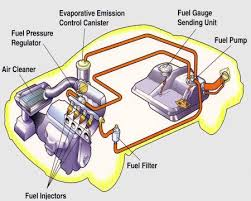 Evaporative Emission
Control Canister
Fuel Pressure
Regulator
Fuel Gauge
Sending Unit
Fuel Pump
Air Cleaner
Fuel Filter
Fuel Injectors